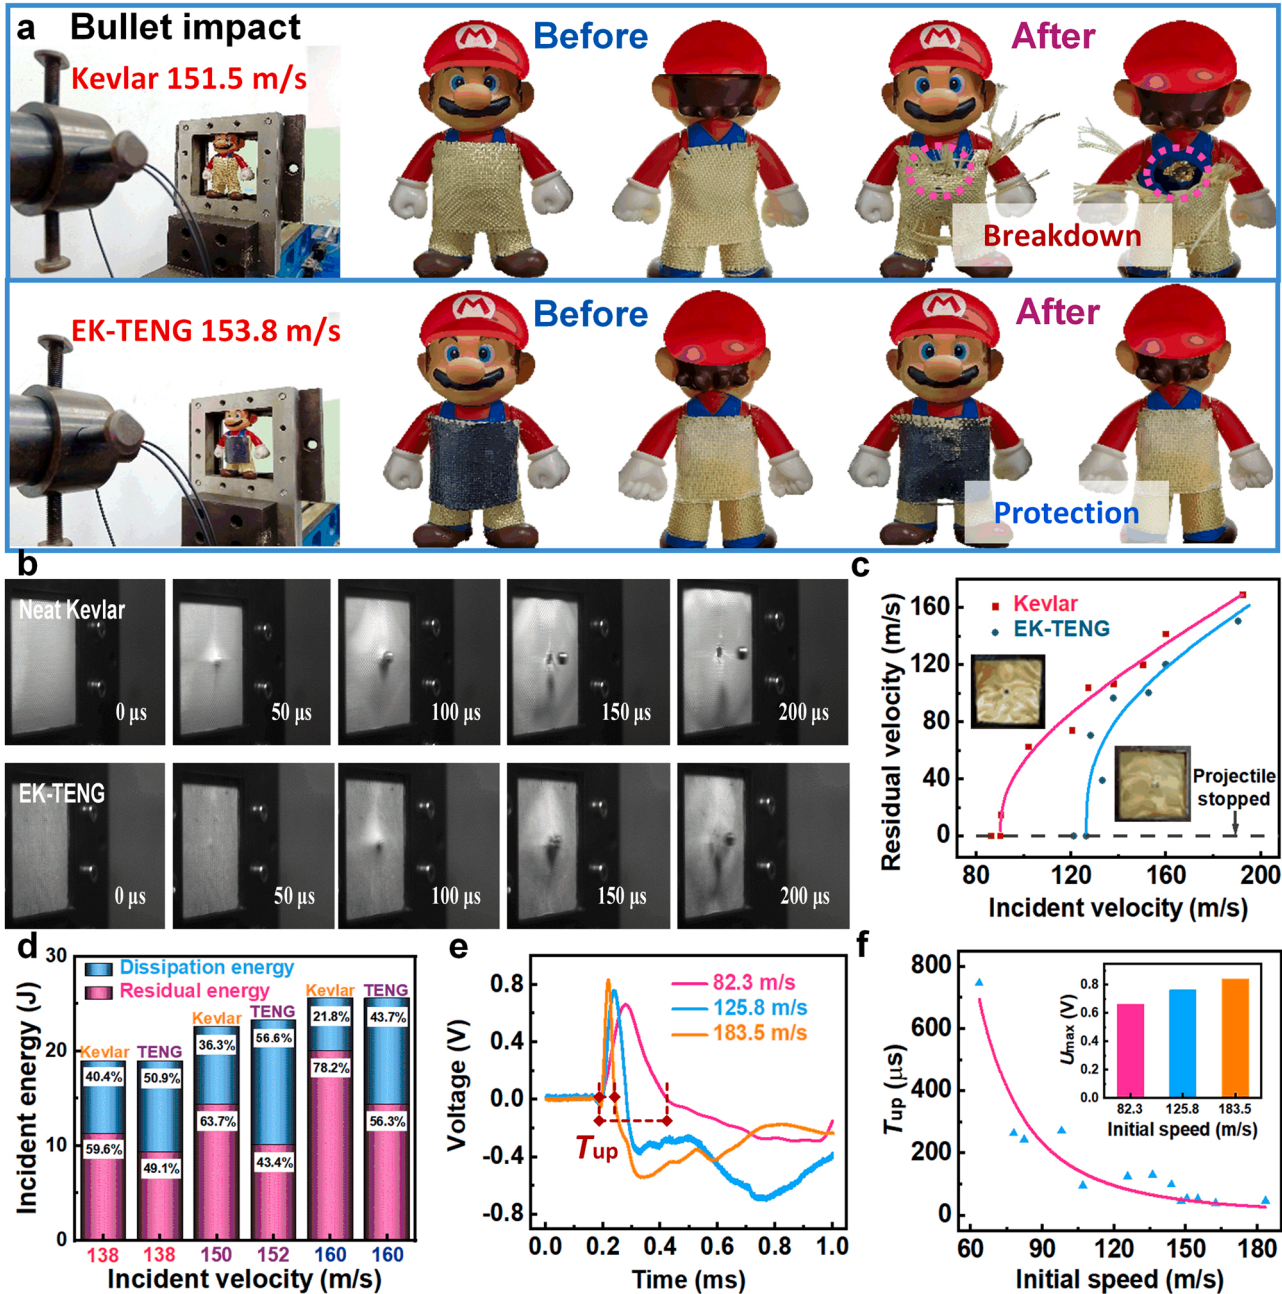 a
Bullet impact
Kevlar 151.5 m/s
Before
After
M
M
Breakdown
EK-TENG 153.8 m/s
Before
After
M
M
Protection
b
Neat Kevlar
0 µs
50 µs
100 µs
150 µs
200 µs
EK-TENG
0 µs
50 µs
100 µs
150 µs
200 µs
c
Residual velocity (m/s)
160
120
80
40
0
Kevlar
EK-TENG
Projectile
stopped
80
120
160
200
Incident velocity (m/s)
d
Incident energy (J)
30
20
10
0
Dissipation energy
Residual energy
Kevlar
TENG
Kevlar
TENG
Kevlar
TENG
40.4%
50.9%
36.3%
56.6%
21.8%
43.7%
59.6%
49.1%
63.7%
43.4%
78.2%
56.3%
138
138
150
152
160
160
Incident velocity (m/s)
e
Voltage (V)
0.8
0.4
0.0
-0.4
-0.8
82.3 m/s
125.8 m/s
183.5 m/s
Tup
0.0
0.2
0.4
0.6
0.8
1.0
Time (ms)
f
Tup (µs)
800
600
400
200
0
Umax (V)
0.9
0.6
0.3
0.0
82.3
125.8
183.5
Initial speed (m/s)
60
90
120
150
180
Initial speed (m/s)